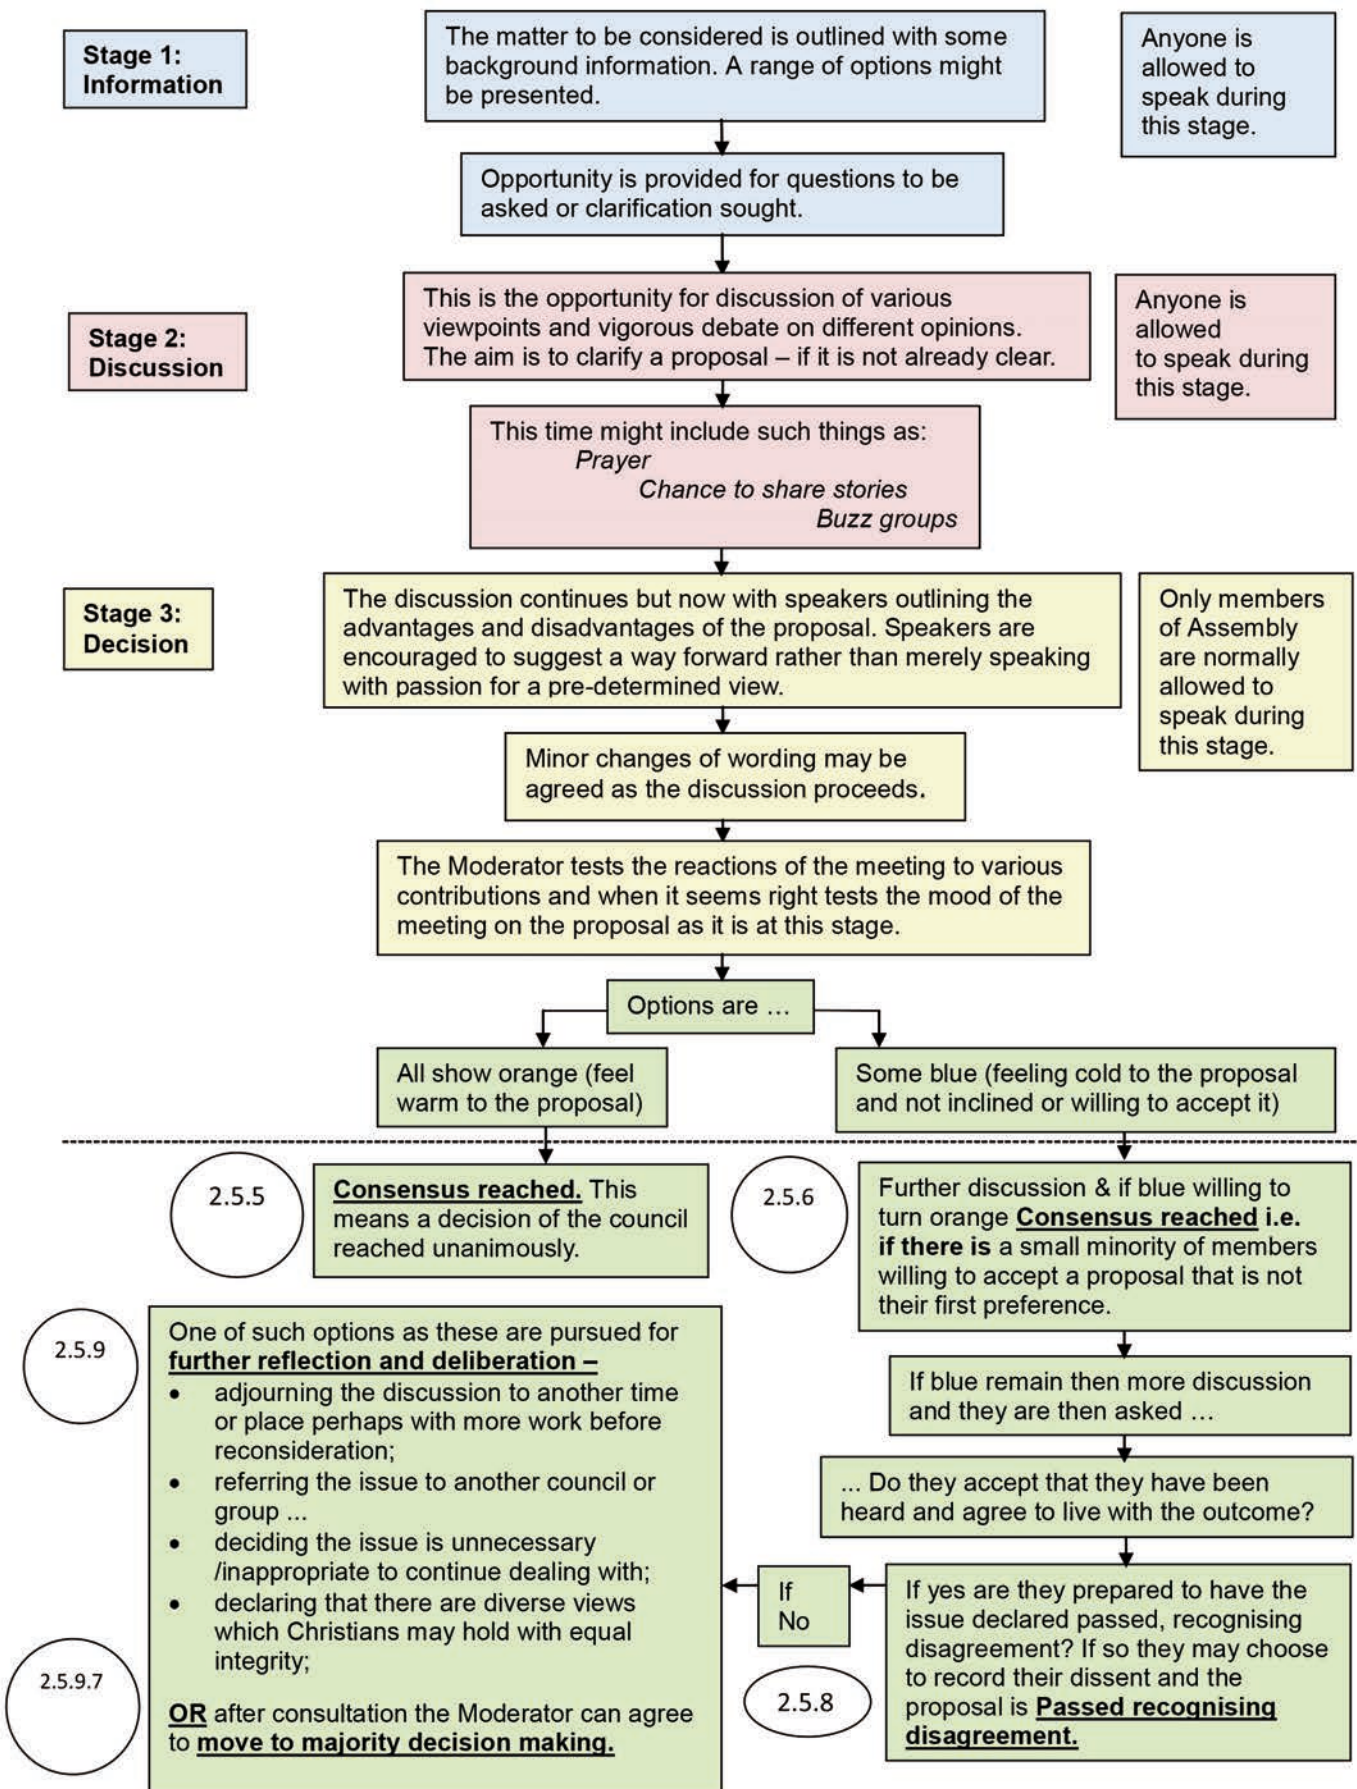 Stage 1:
Information
The matter to be considered is outlined with some
background information. A range of options might
be presented.
Anyone is
allowed to
speak during
this stage.
Opportunity is provided for questions to be
asked or clarification sought.
Stage 2:
Discussion
This is the opportunity for discussion of various
viewpoints and vigorous debate on different opinions.
The aim is to clarify a proposal – if it is not already clear.
Anyone is
allowed
to speak during
this stage.
This time might include such things as:
Prayer
Chance to share stories
Buzz groups
Stage 3:
Decision
The discussion continues but now with speakers outlining the
advantages and disadvantages of the proposal. Speakers are
encouraged to suggest a way forward rather than merely speaking
with passion for a pre-determined view.
Only members
of Assembly
are normally
allowed to
speak during
this stage.
Minor changes of wording may be
agreed as the discussion proceeds.
The Moderator tests the reactions of the meeting to various
contributions and when it seems right tests the mood of the
meeting on the proposal as it is at this stage.
Options are ...
All show orange (feel
warm to the proposal)
Some blue (feeling cold to the proposal
and not inclined or willing to accept it)
2.5.5
Consensus reached. This
means a decision of the council
reached unanimously.
2.5.6
Further discussion & if blue willing to
turn orange Consensus reached i.e.
if there is a small minority of members
willing to accept a proposal that is not
their first preference.
If blue remain then more discussion
and they are then asked ...
... Do they accept that they have been
heard and agree to live with the outcome?
If yes are they prepared to have the
issue declared passed, recognising
disagreement? If so they may choose
to record their dissent and the
proposal is Passed recognising
disagreement.
2.5.8
If
No
2.5.9
One of such options as these are pursued for
further reflection and deliberation –
• adjourning the discussion to another time
or place perhaps with more work before
reconsideration;
• referring the issue to another council or
group ...
• deciding the issue is unnecessary
/inappropriate to continue dealing with;
• declaring that there are diverse views
which Christians may hold with equal
integrity;
2.5.9.7
OR after consultation the Moderator can agree
to move to majority decision making.